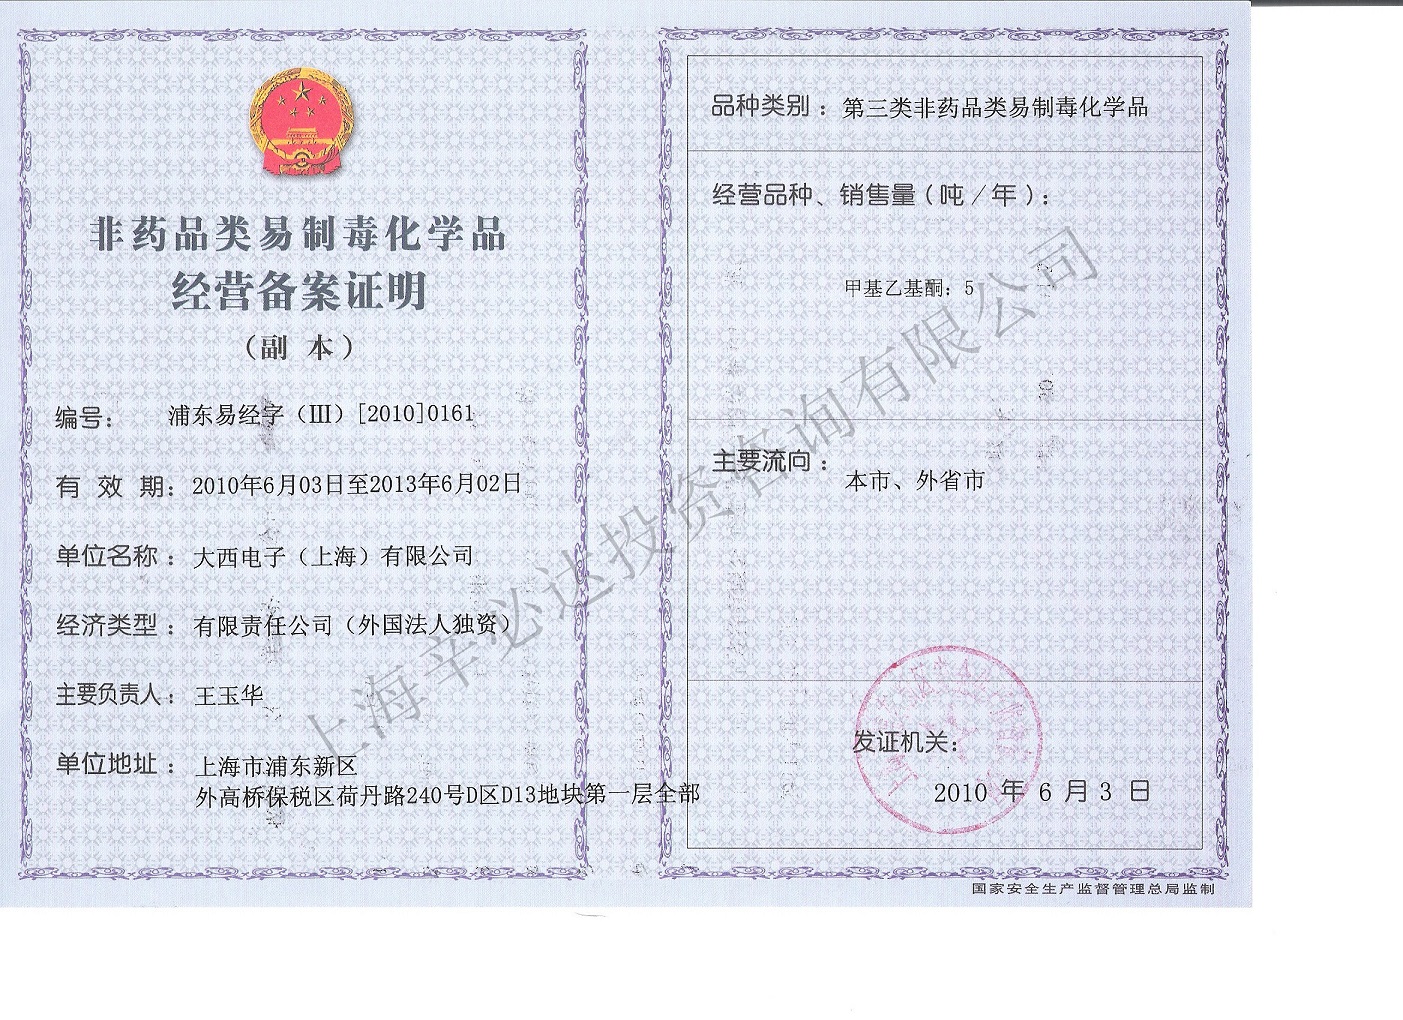 非药品类易制毒化学品
经营备案证明
（副 本）
编号： 浦东易经字（Ⅲ）[2010]0161
有 效 期： 2010年6月03日至2013年6月02日
单位名称： 大西电子（上海）有限公司
经济类型： 有限责任公司（外国法人独资）
主要负责人： 王玉华
单位地址： 上海市浦东新区
外高桥保税区荷丹路240号D区D13地块第一层全部
品种类别： 第三类非药品类易制毒化学品
经营品种、销售量（吨／年）：
甲基乙基酮：5
主要流向： 本市、外省市
发证机关：
2010 年 6 月 3 日
国家安全生产监督管理总局监制
上海辛必达投资咨询有限公司